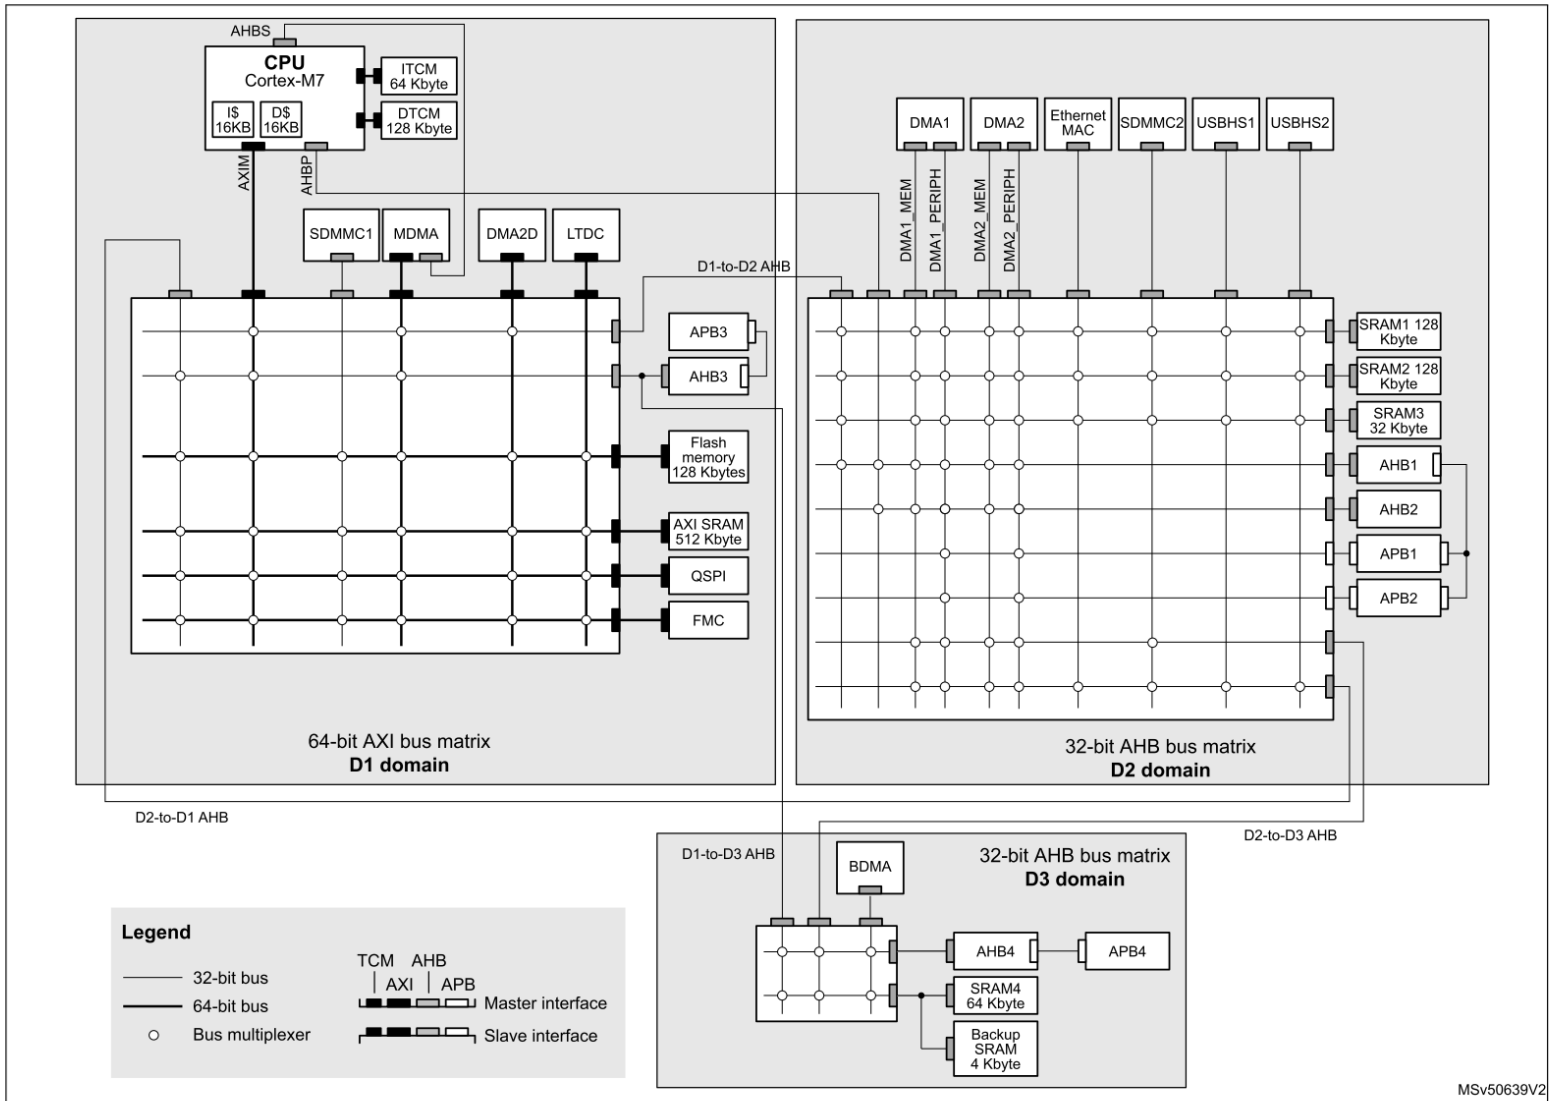 AHBS
CPU
Cortex-M7
I$
16KB
D$
16KB
ITCM
64 Kbyte
DTCM
128 Kbyte
AXIM
AHBP
SDMMC1
MDMA
DMA2D
LTDC
D1-to-D2 AHB
APB3
AHB3
Flash
memory
128 Kbytes
AXI SRAM
512 Kbyte
QSPI
FMC
64-bit AXI bus matrix
D1 domain
DMA1
DMA2
Ethernet
MAC
SDMMC2
USBHS1
USBHS2
DMA1_MEM
DMA1_PERIPH
DMA2_MEM
DMA2_PERIPH
SRAM1 128
Kbyte
SRAM2 128
Kbyte
SRAM3
32 Kbyte
AHB1
AHB2
APB1
APB2
32-bit AHB bus matrix
D2 domain
D2-to-D1 AHB
D2-to-D3 AHB
D1-to-D3 AHB
BDMA
32-bit AHB bus matrix
D3 domain
AHB4
APB4
SRAM4
64 Kbyte
Backup
SRAM
4 Kbyte
Legend
32-bit bus
64-bit bus
Bus multiplexer
TCM
AHB
AXI
APB
Master interface
Slave interface
MSv50639V2